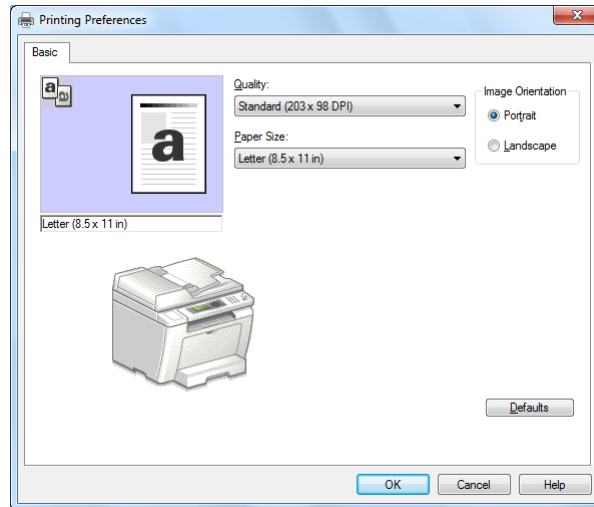 Printing Preferences
Basic
Quality:
Standard (203 x 98 DPI)
Paper Size:
Letter (8.5 x 11 in)
Image Orientation
Portrait
Landscape
a
a
a
Letter (8.5 x 11 in)
Defaults
OK
Cancel
Help